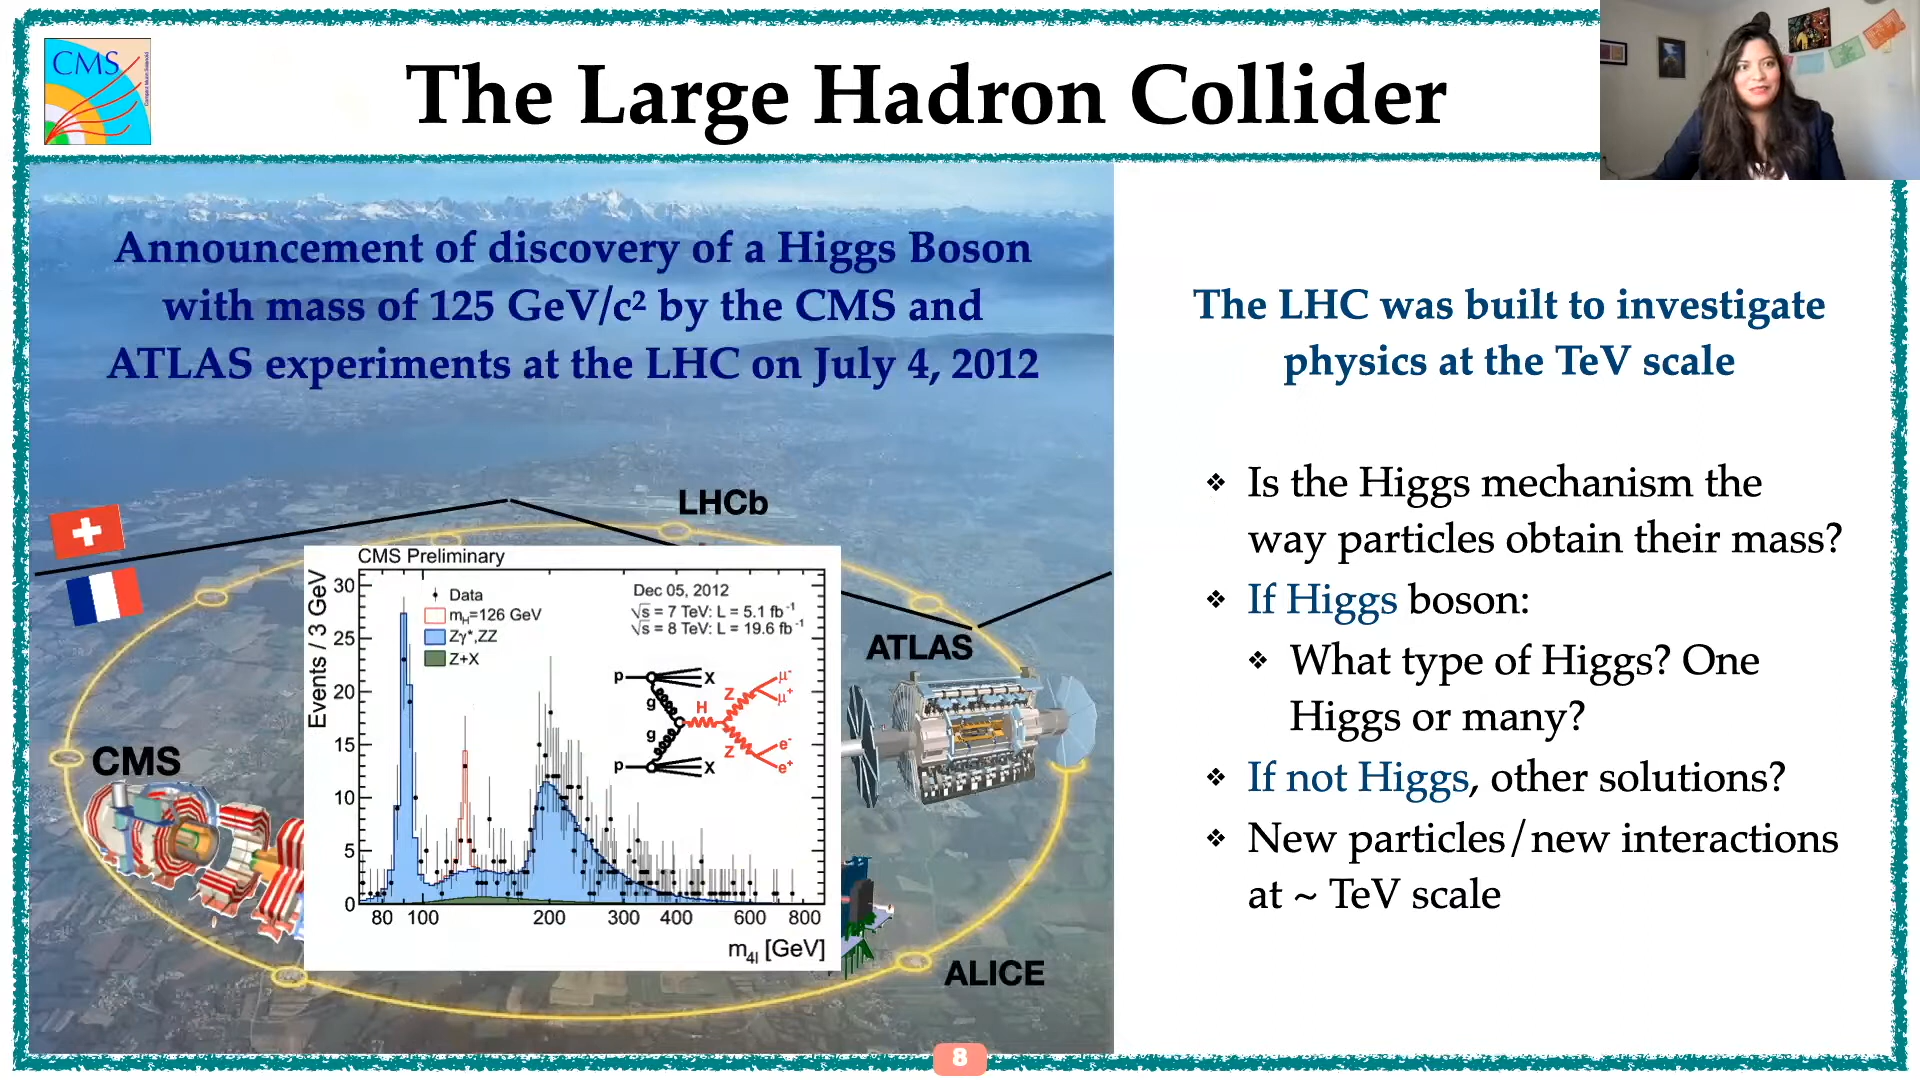 CMS
The Large Hadron Collider
Announcement of discovery of a Higgs Boson
with mass of 125 GeV/c² by the CMS and
ATLAS experiments at the LHC on July 4, 2012
LHCb
ATLAS
CMS
ALICE
CMS Preliminary
Events / 3 GeV
30
25
20
15
10
5
0
Data
m_H=126 GeV
Zγ*,ZZ
Z+X
Dec 05, 2012
√s = 7 TeV: L = 5.1 fb⁻¹
√s = 8 TeV: L = 19.6 fb⁻¹
p X
g
H
Z
μ⁻
μ⁺
g
Z
e⁻
e⁺
p X
80 100 200 300 400 600 800
m_4l [GeV]
The LHC was built to investigate
physics at the TeV scale
❖ Is the Higgs mechanism the
way particles obtain their mass?
❖ If Higgs boson:
❖ What type of Higgs? One
Higgs or many?
❖ If not Higgs, other solutions?
❖ New particles/new interactions
at ~ TeV scale
8